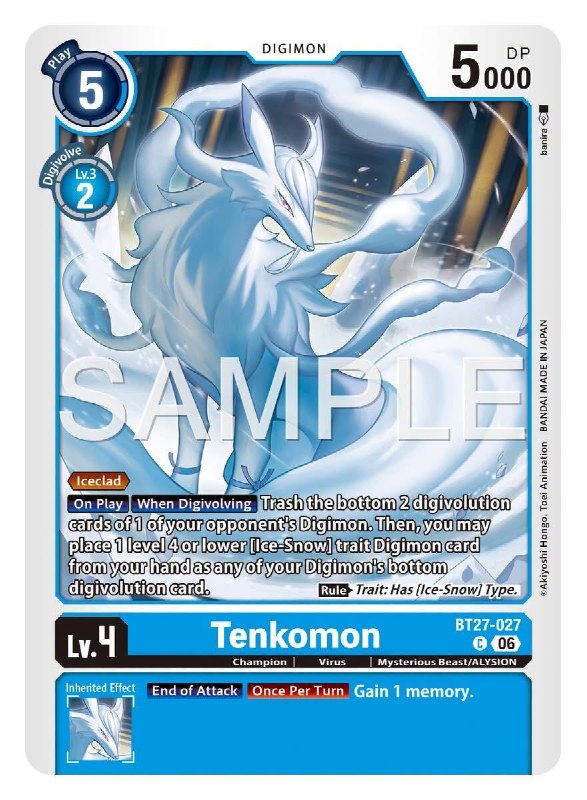 DIGIMON
Play
5
5000
DP
Digivolve
Lv.3
2
banira
SAMPLE
Iceclad
On Play When Digivolving Trash the bottom 2 digivolution
cards of 1 of your opponent's Digimon. Then, you may
place 1 level 4 or lower [Ice-Snow] trait Digimon card
from your hand as any of your Digimon's bottom
digivolution card.
Rule Trait: Has [Ice-Snow] Type.
©Akiyoshi Hongo, Toei Animation BANDAI MADE IN JAPAN
Lv.4
Tenkomon
BT27-027
C 06
Champion | Virus | Mysterious Beast/ALYSION
Inherited Effect
End of Attack Once Per Turn Gain 1 memory.